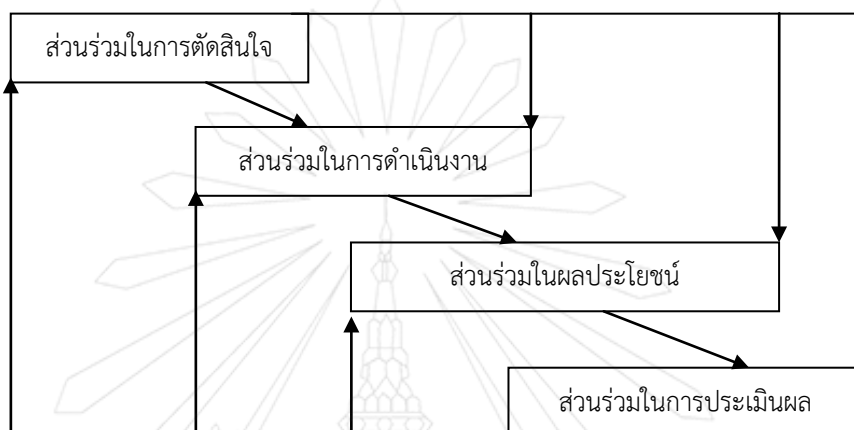 ส่วนร่วมในการตัดสินใจ
ส่วนร่วมในการดำเนินงาน
ส่วนร่วมในผลประโยชน์
ส่วนร่วมในการประเมินผล